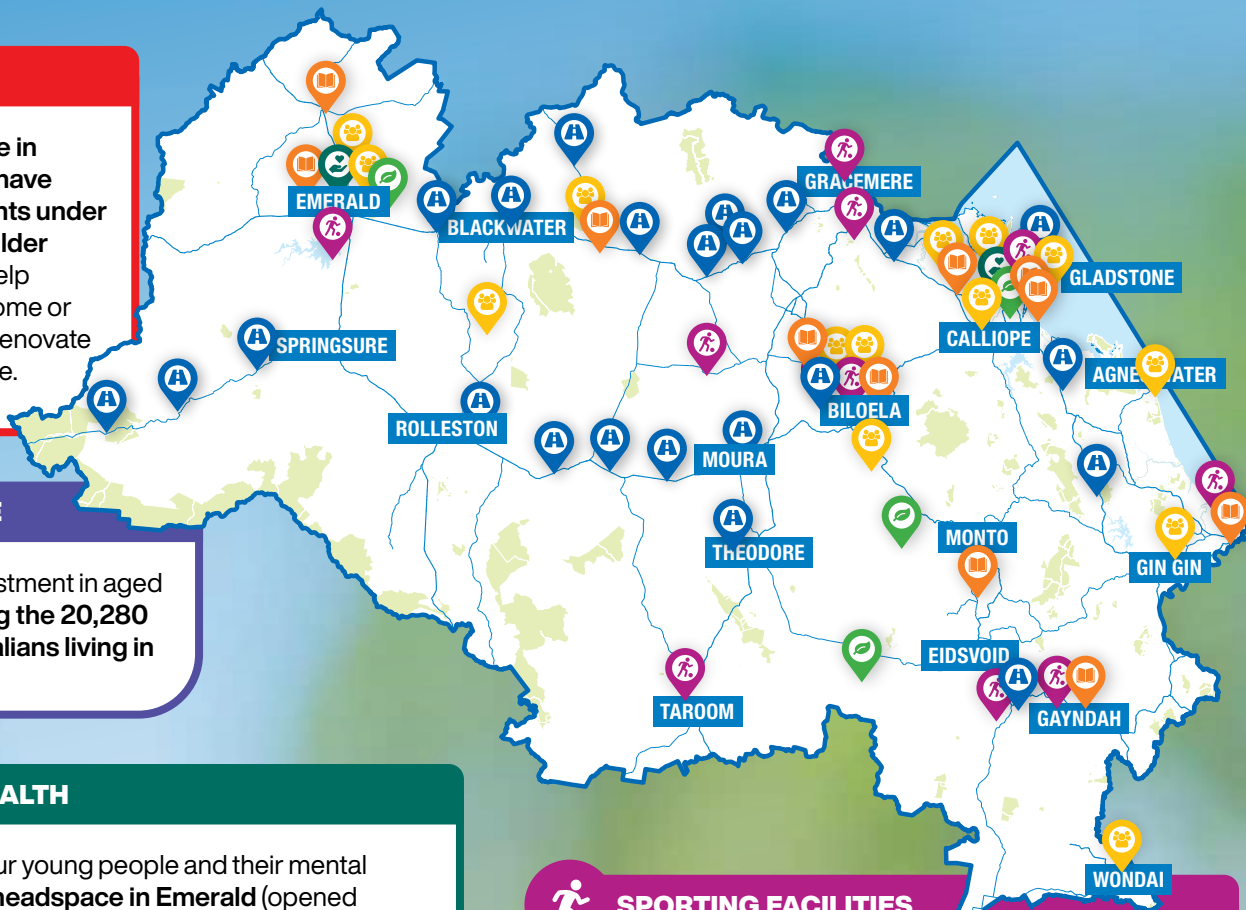 e in
have
nts under
lder
elp
ome or
enovate
e.
EMERALD
BLACKWATER
GRACEMERE
GLADSTONE
CALLIOPE
SPRINGSURE
ROLLESTON
BILOELA
MOURA
THEODORE
MONTO
GIN GIN
EIDSVOID
GAYNDAH
TAROOM
WONDAI
E
stment in aged
g the 20,280
alians living in
ALTH
ur young people and their mental
headspace in Emerald (opened
SPORTING FACILITIES